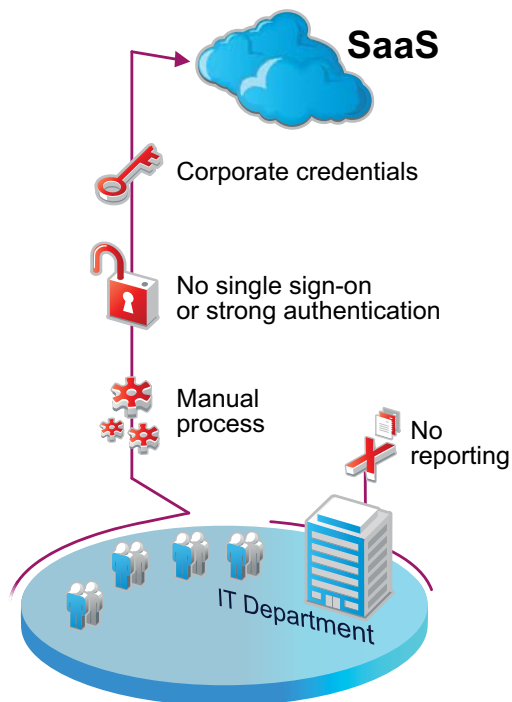 SaaS
Corporate credentials
No single sign-on
or strong authentication
Manual
process
No
reporting
IT Department